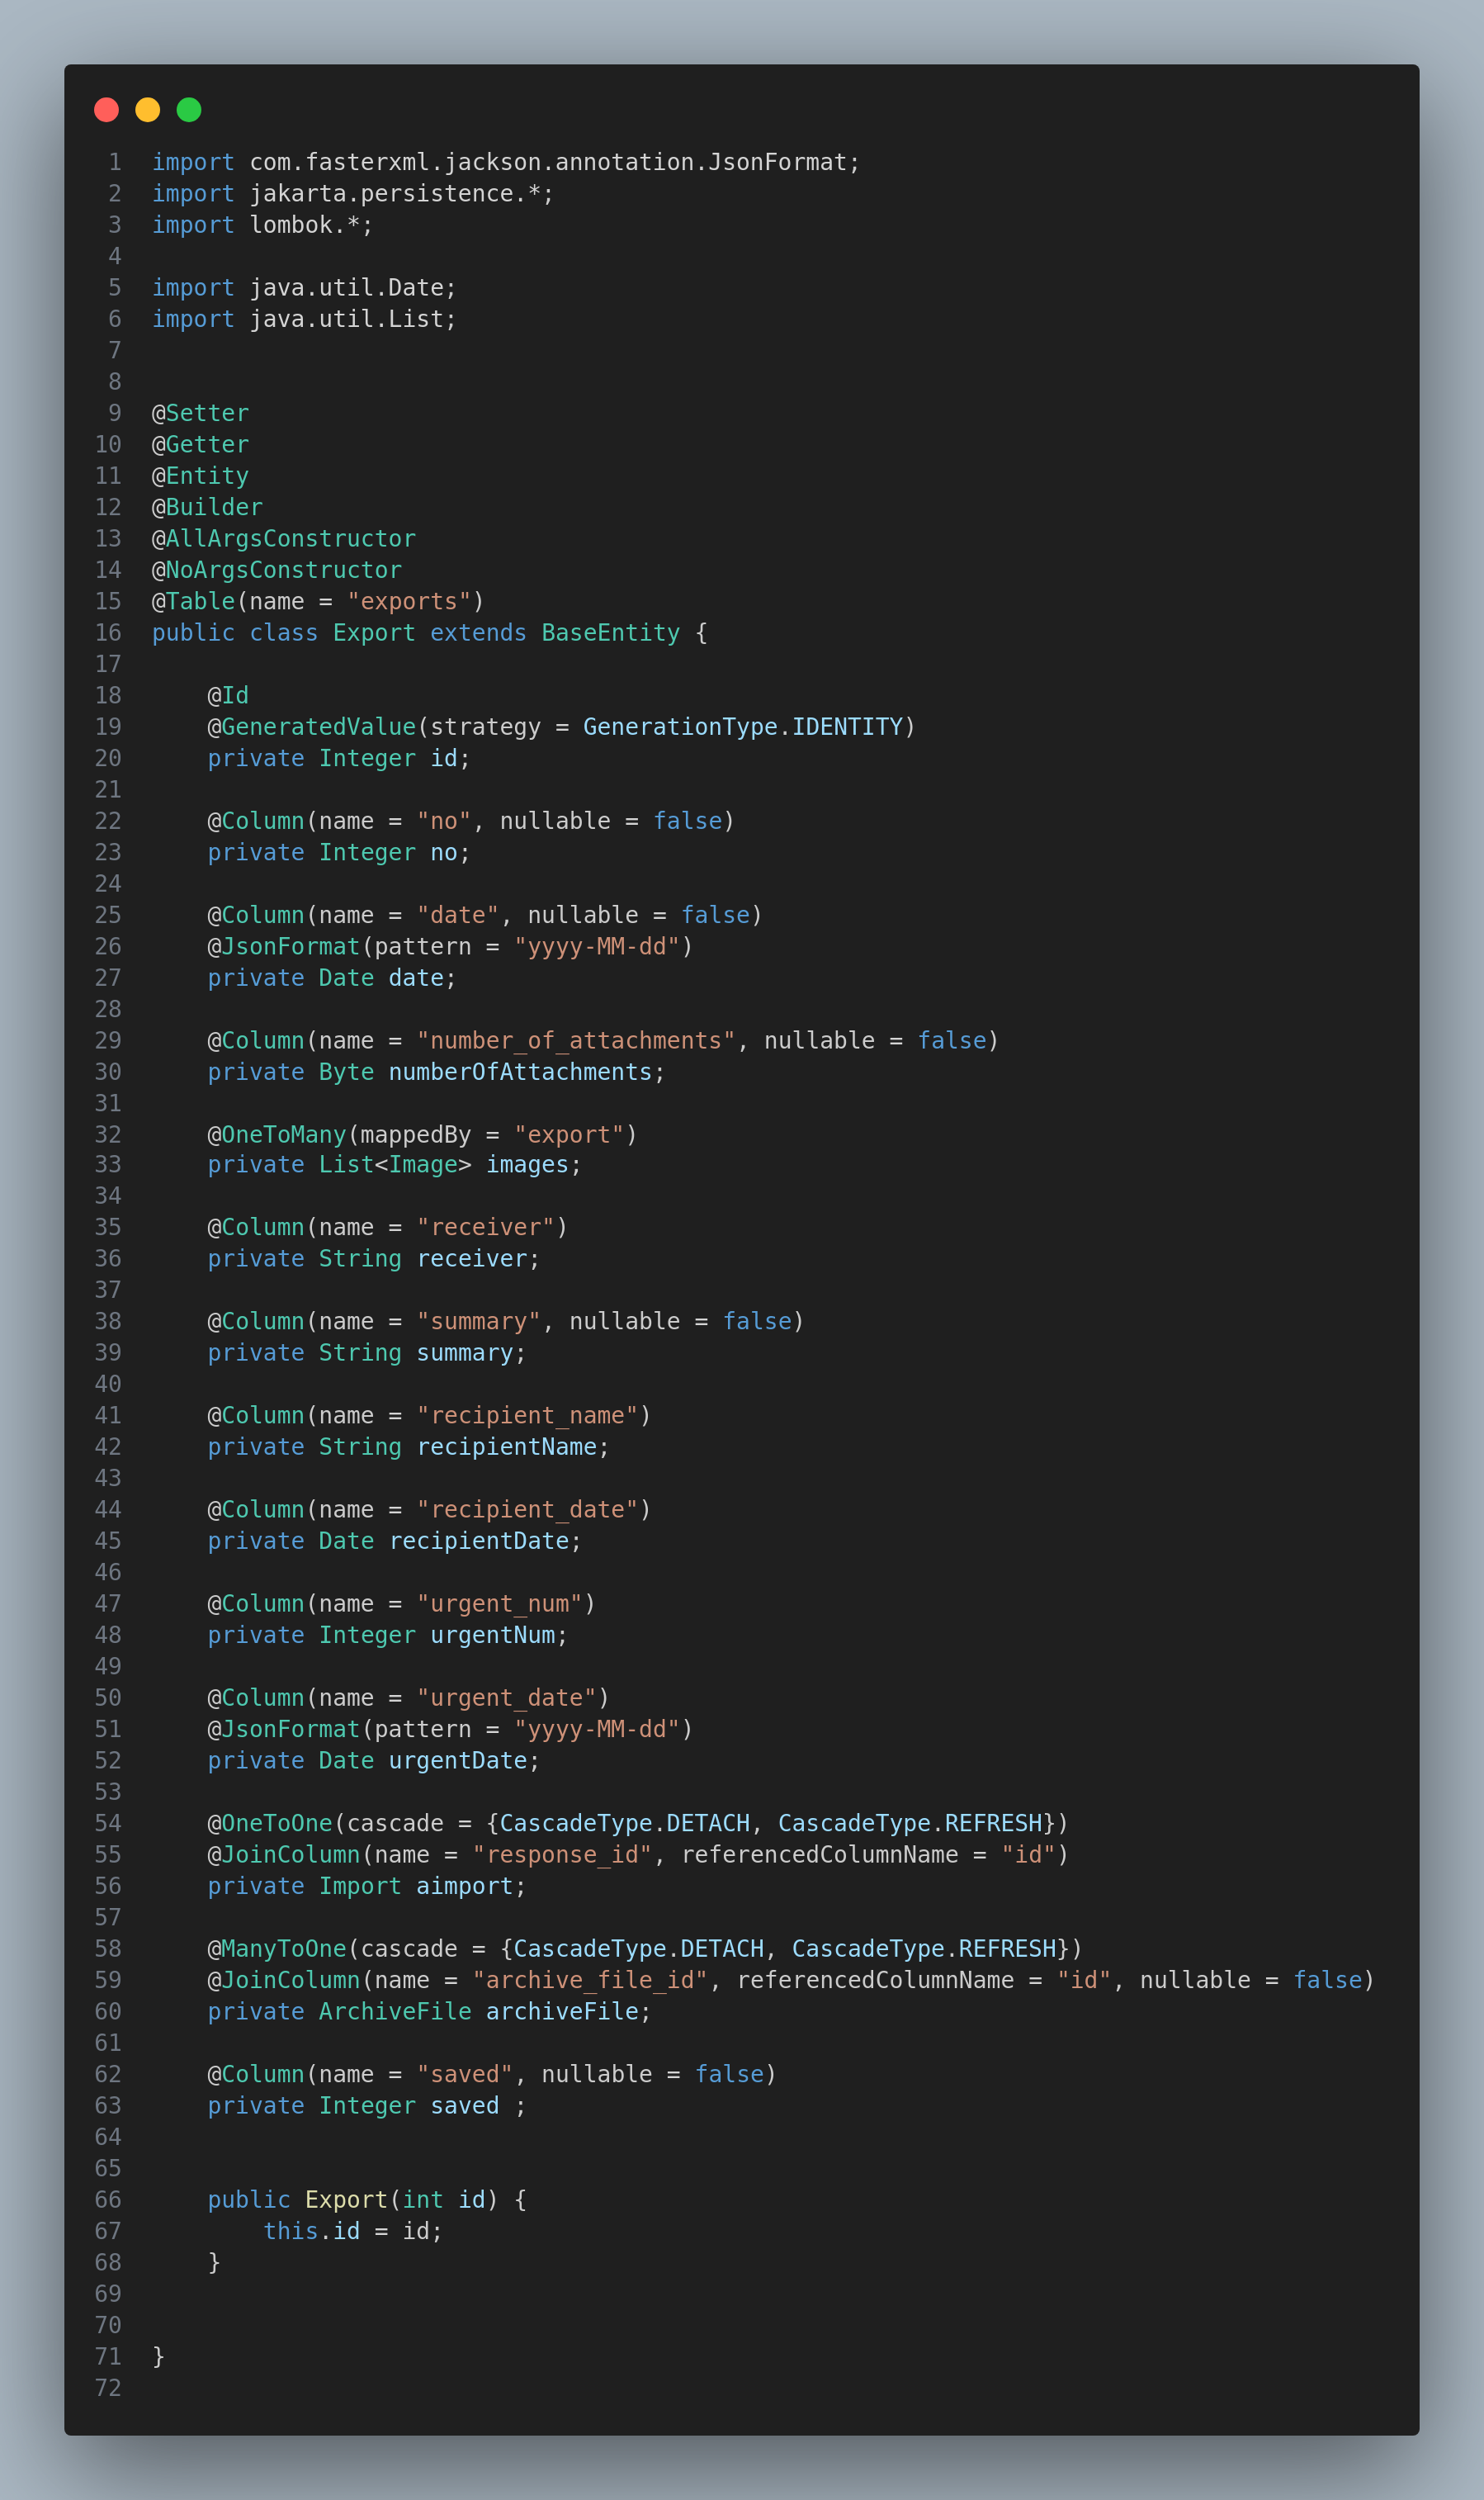 1 import com.fasterxml.jackson.annotation.JsonFormat;
2 import jakarta.persistence.*;
3 import lombok.*;
4
5 import java.util.Date;
6 import java.util.List;
7
8
9 @Setter
10 @Getter
11 @Entity
12 @Builder
13 @AllArgsConstructor
14 @NoArgsConstructor
15 @Table(name = "exports")
16 public class Export extends BaseEntity {
17
18     @Id
19     @GeneratedValue(strategy = GenerationType.IDENTITY)
20     private Integer id;
21
22     @Column(name = "no", nullable = false)
23     private Integer no;
24
25     @Column(name = "date", nullable = false)
26     @JsonFormat(pattern = "yyyy-MM-dd")
27     private Date date;
28
29     @Column(name = "number_of_attachments", nullable = false)
30     private Byte numberOfAttachments;
31
32     @OneToMany(mappedBy = "export")
33     private List<Image> images;
34
35     @Column(name = "receiver")
36     private String receiver;
37
38     @Column(name = "summary", nullable = false)
39     private String summary;
40
41     @Column(name = "recipient_name")
42     private String recipientName;
43
44     @Column(name = "recipient_date")
45     private Date recipientDate;
46
47     @Column(name = "urgent_num")
48     private Integer urgentNum;
49
50     @Column(name = "urgent_date")
51     @JsonFormat(pattern = "yyyy-MM-dd")
52     private Date urgentDate;
53
54     @OneToOne(cascade = {CascadeType.DETACH, CascadeType.REFRESH})
55     @JoinColumn(name = "response_id", referencedColumnName = "id")
56     private Import aimport;
57
58     @ManyToOne(cascade = {CascadeType.DETACH, CascadeType.REFRESH})
59     @JoinColumn(name = "archive_file_id", referencedColumnName = "id", nullable = false)
60     private ArchiveFile archiveFile;
61
62     @Column(name = "saved", nullable = false)
63     private Integer saved ;
64
65
66     public Export(int id) {
67         this.id = id;
68     }
69
70
71 }
72